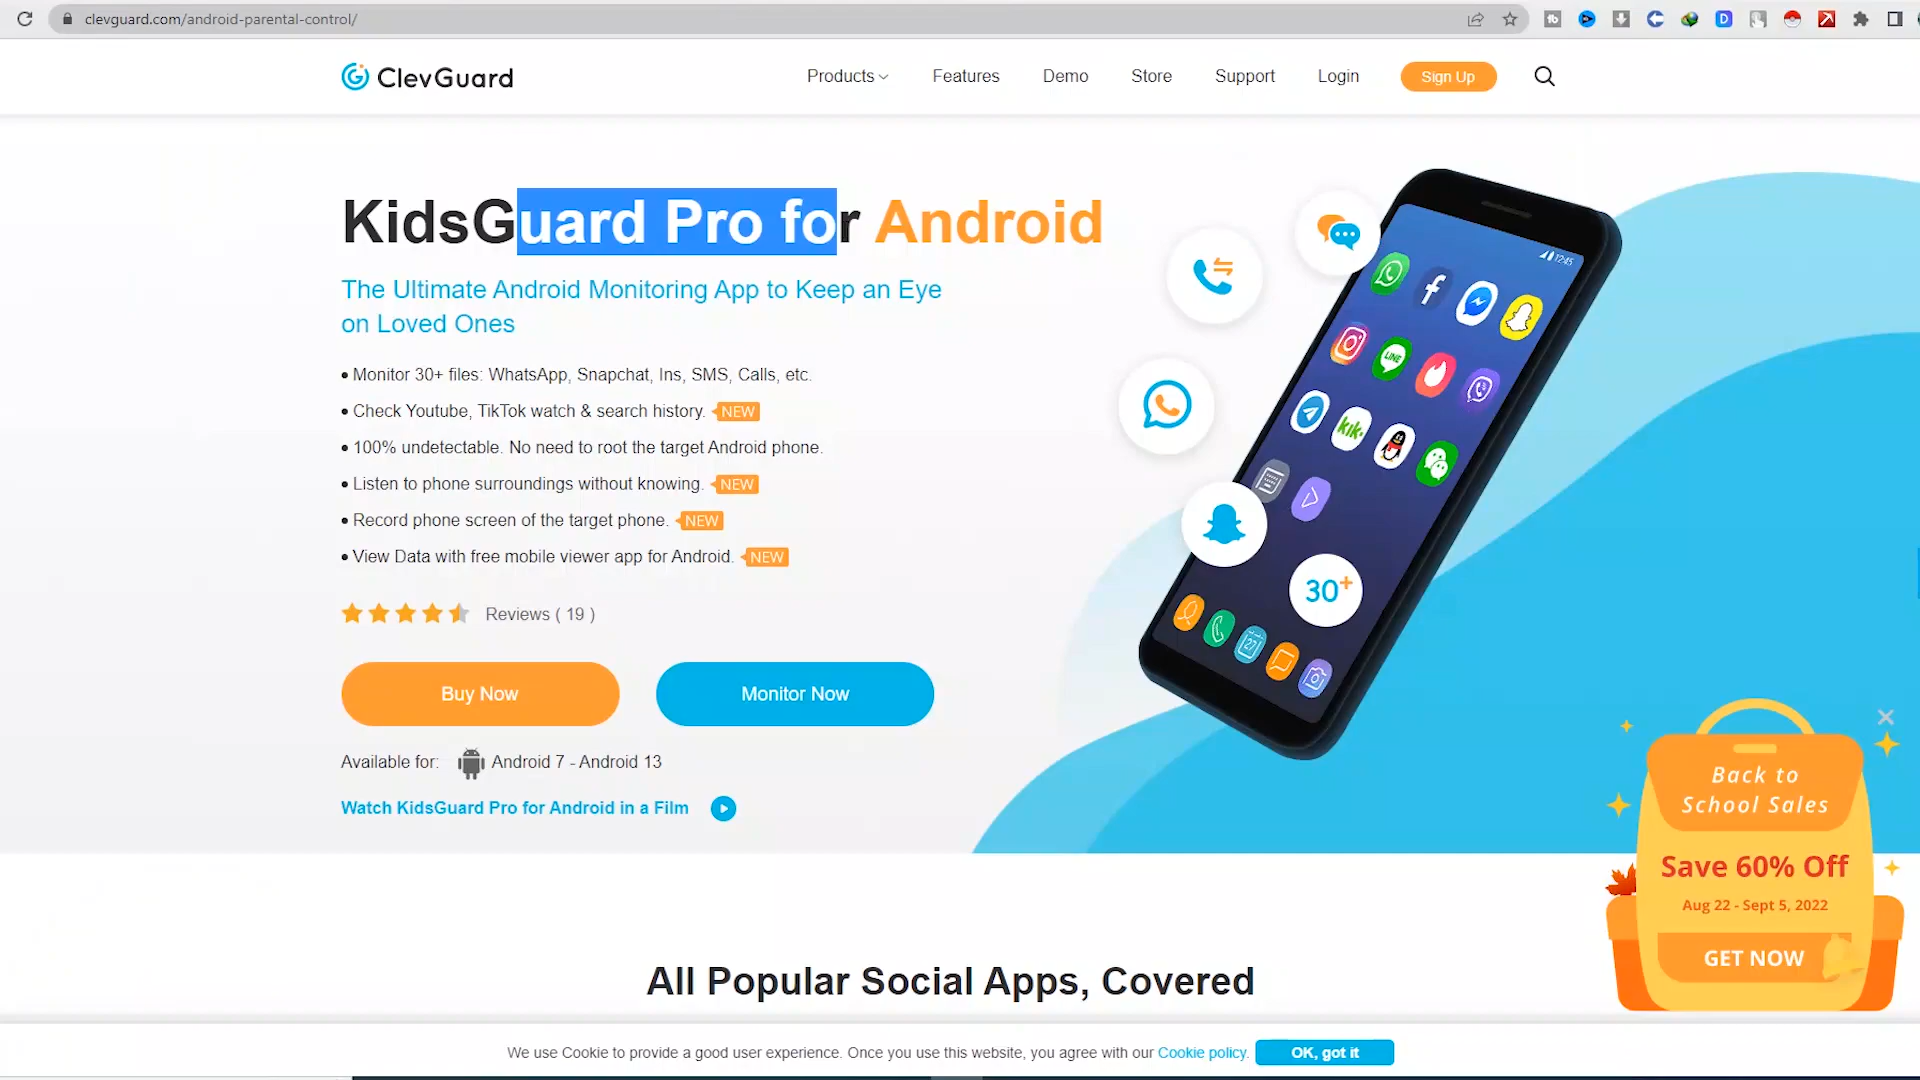 clevguard.com/android-parental-control/
ClevGuard
Products
Features
Demo
Store
Support
Login
Sign Up
KidsGuard Pro for Android
The Ultimate Android Monitoring App to Keep an Eye
on Loved Ones
• Monitor 30+ files: WhatsApp, Snapchat, Ins, SMS, Calls, etc.
• Check Youtube, TikTok watch & search history. NEW
• 100% undetectable. No need to root the target Android phone.
• Listen to phone surroundings without knowing. NEW
• Record phone screen of the target phone. NEW
• View Data with free mobile viewer app for Android. NEW
Reviews ( 19 )
Buy Now
Monitor Now
Available for: Android 7 - Android 13
Watch KidsGuard Pro for Android in a Film
12:45
LINE
kik
27
30+
Back to
School Sales
Save 60% Off
Aug 22 - Sept 5, 2022
GET NOW
All Popular Social Apps, Covered
We use Cookie to provide a good user experience. Once you use this website, you agree with our Cookie policy. OK, got it